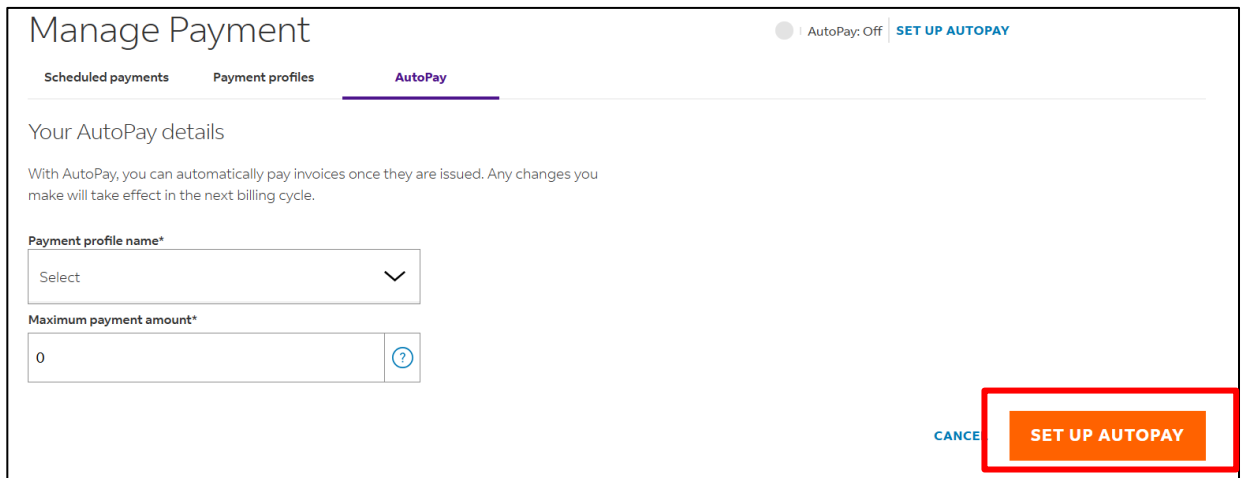 Manage Payment
AutoPay: Off SET UP AUTOPAY
Scheduled payments Payment profiles AutoPay
Your AutoPay details
With AutoPay, you can automatically pay invoices once they are issued. Any changes you
make will take effect in the next billing cycle.
Payment profile name*
Select
Maximum payment amount*
0 ?
CANCEL SET UP AUTOPAY